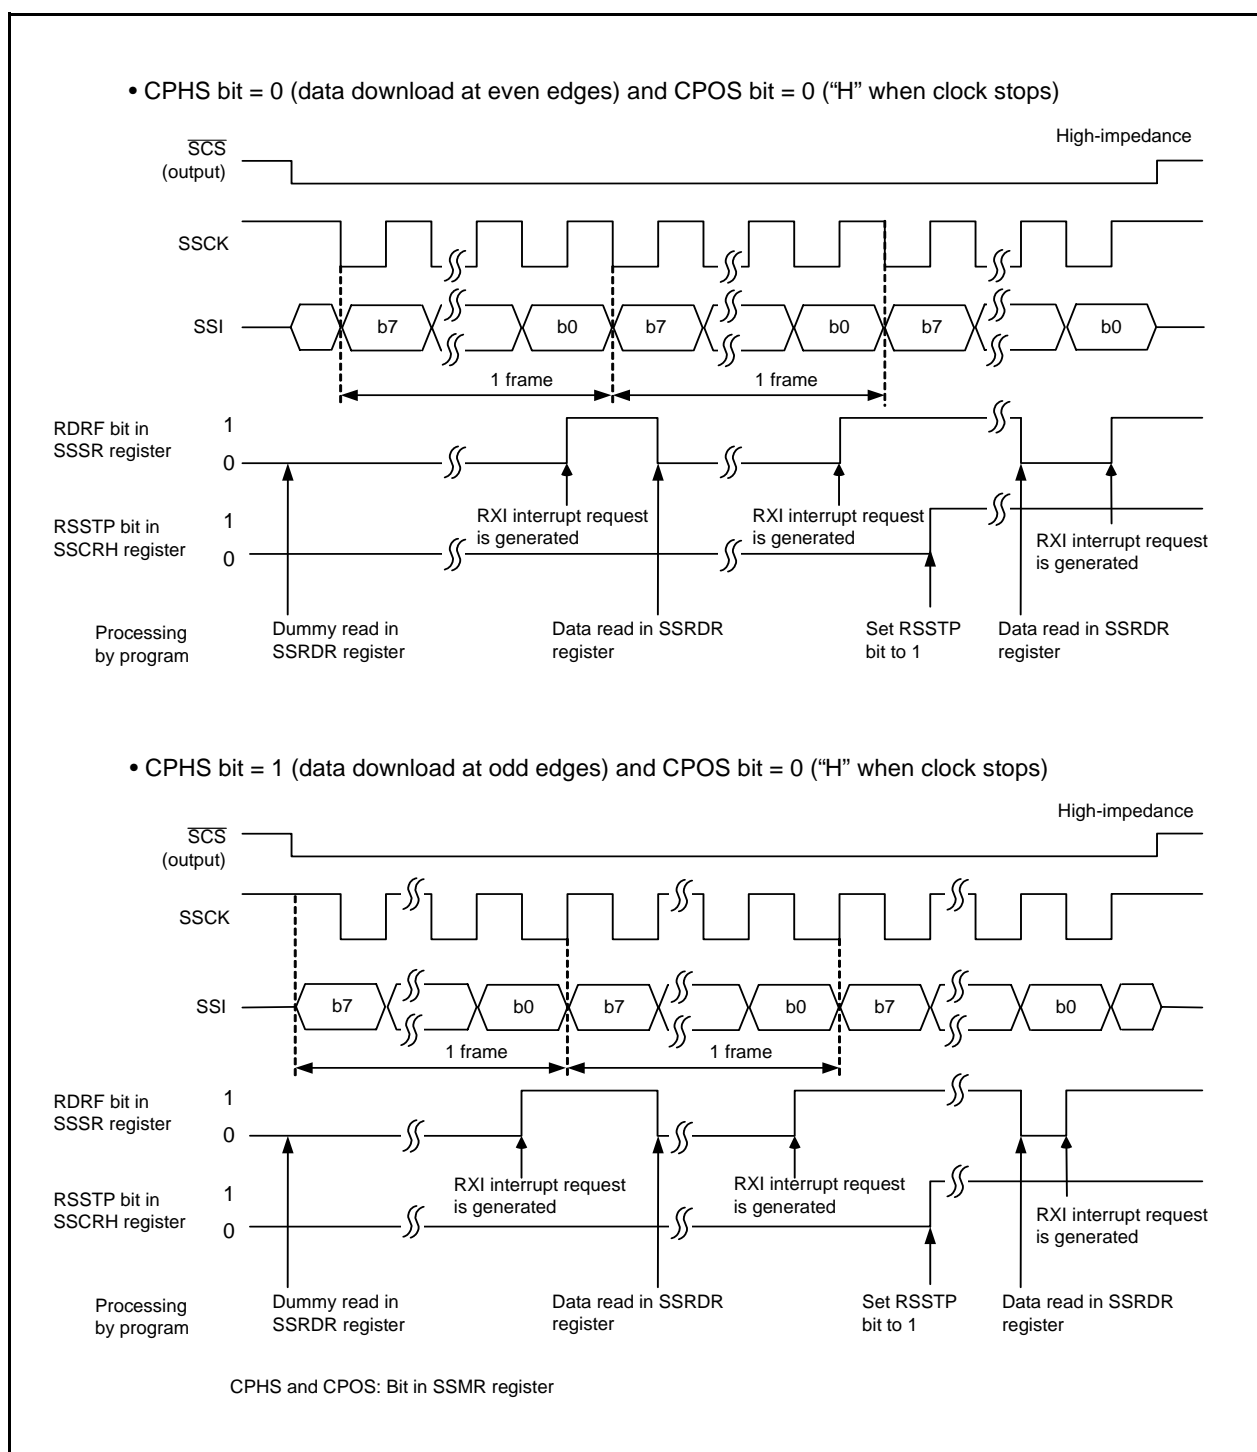 • CPHS bit = 0 (data download at even edges) and CPOS bit = 0 (“H” when clock stops)
High-impedance
SCS
(output)
SSCK
SSI
b7
b0
b7
b0
b7
b0
1 frame
1 frame
RDRF bit in
SSSR register
1
0
RXI interrupt request
is generated
RXI interrupt request
is generated
RXI interrupt request
is generated
RSSTP bit in
SSCRH register
1
0
Processing
by program
Dummy read in
SSRDR register
Data read in SSRDR
register
Set RSSTP
bit to 1
Data read in SSRDR
register
• CPHS bit = 1 (data download at odd edges) and CPOS bit = 0 (“H” when clock stops)
High-impedance
SCS
(output)
SSCK
SSI
b7
b0
b7
b0
b7
b0
1 frame
1 frame
RDRF bit in
SSSR register
1
0
RXI interrupt request
is generated
RXI interrupt request
is generated
RXI interrupt request
is generated
RSSTP bit in
SSCRH register
1
0
Processing
by program
Dummy read in
SSRDR register
Data read in SSRDR
register
Set RSSTP
bit to 1
Data read in SSRDR
register
CPHS and CPOS: Bit in SSMR register